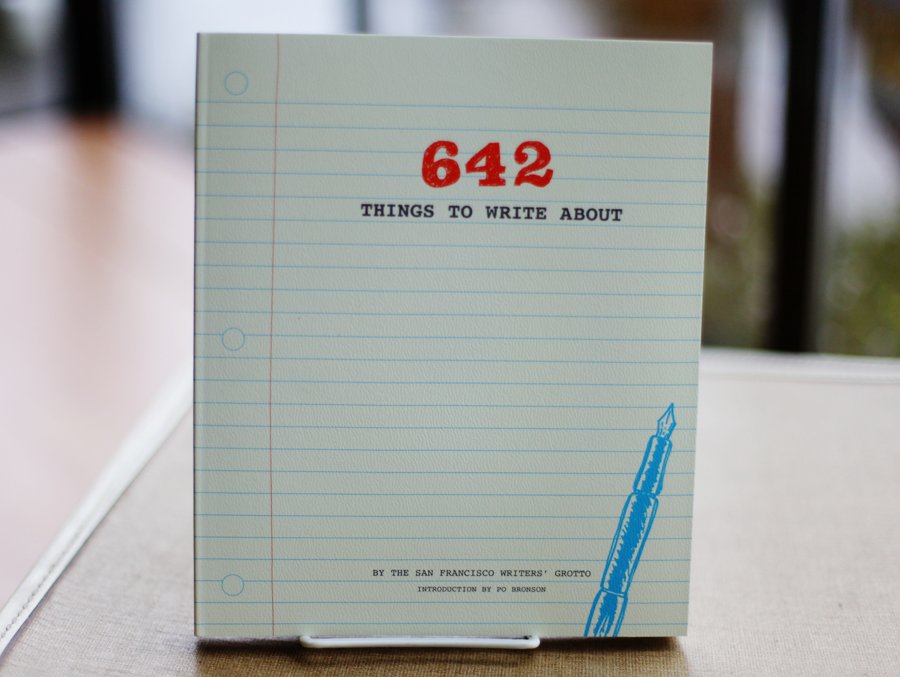 642
THINGS TO WRITE ABOUT
BY THE SAN FRANCISCO WRITERS' GROTTO
INTRODUCTION BY PO BRONSON